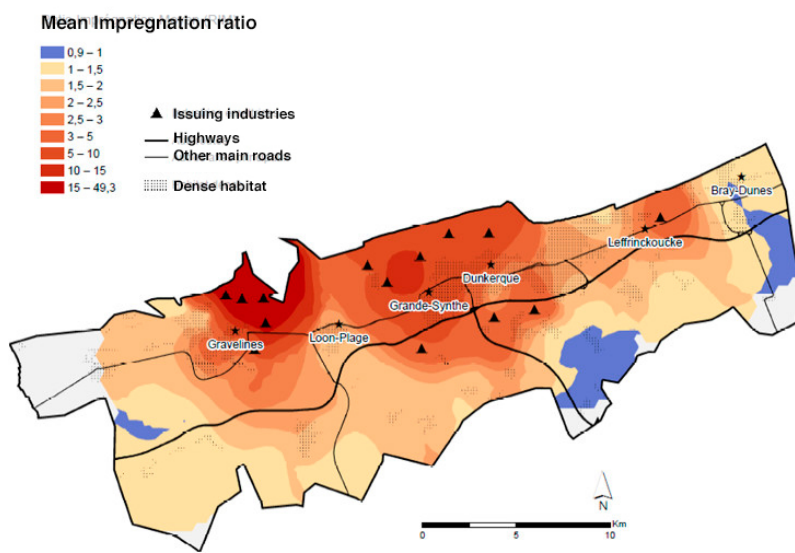 Mean Impregnation ratio
0,9 – 1
1 – 1,5
1,5 – 2
2 – 2,5
2,5 – 3
3 – 5
5 – 10
10 – 15
15 – 49,3
Issuing industries
Highways
Other main roads
Dense habitat
Bray-Dunes
Leffrinckoucke
Dunkerque
Grande-Synthe
Loon-Plage
Gravelines
N
Km
0 5 10